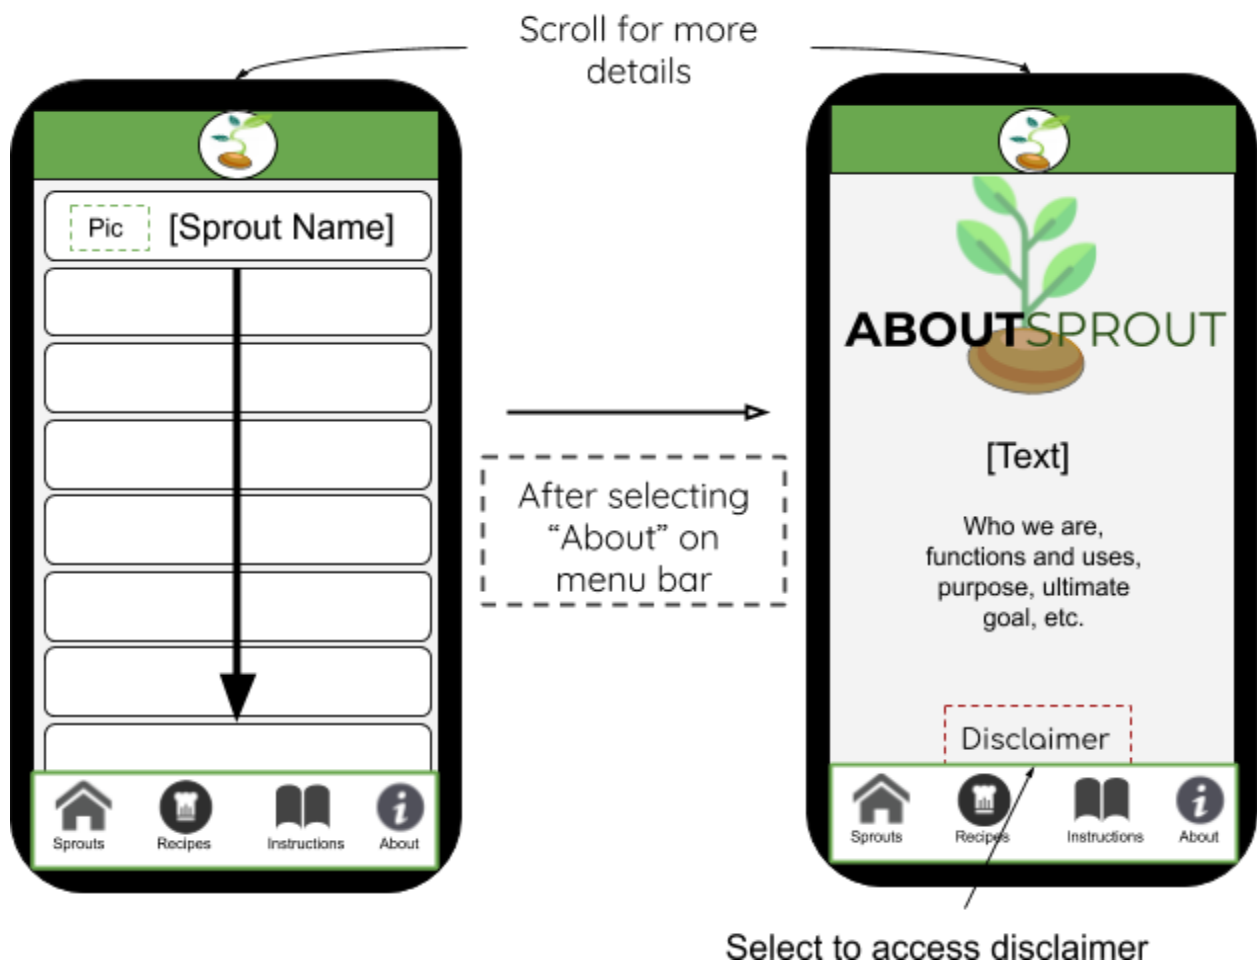 Scroll for more
details
Pic [Sprout Name]
Sprouts Recipes Instructions About
After selecting
“About” on
menu bar
ABOUTSPROUT
[Text]
Who we are,
functions and uses,
purpose, ultimate
goal, etc.
Disclaimer
Sprouts Recipes Instructions About
Select to access disclaimer